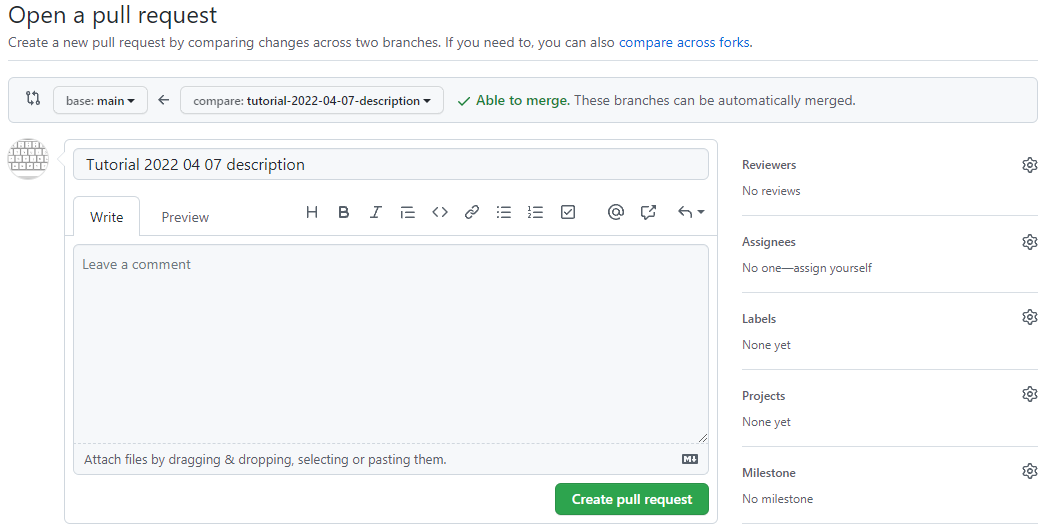 Open a pull request
Create a new pull request by comparing changes across two branches. If you need to, you can also compare across forks.
base: main compare: tutorial-2022-04-07-description Able to merge. These branches can be automatically merged.
Tutorial 2022 04 07 description
Write Preview
Leave a comment
Attach files by dragging & dropping, selecting or pasting them.
Create pull request
Reviewers
No reviews
Assignees
No one—assign yourself
Labels
None yet
Projects
None yet
Milestone
No milestone